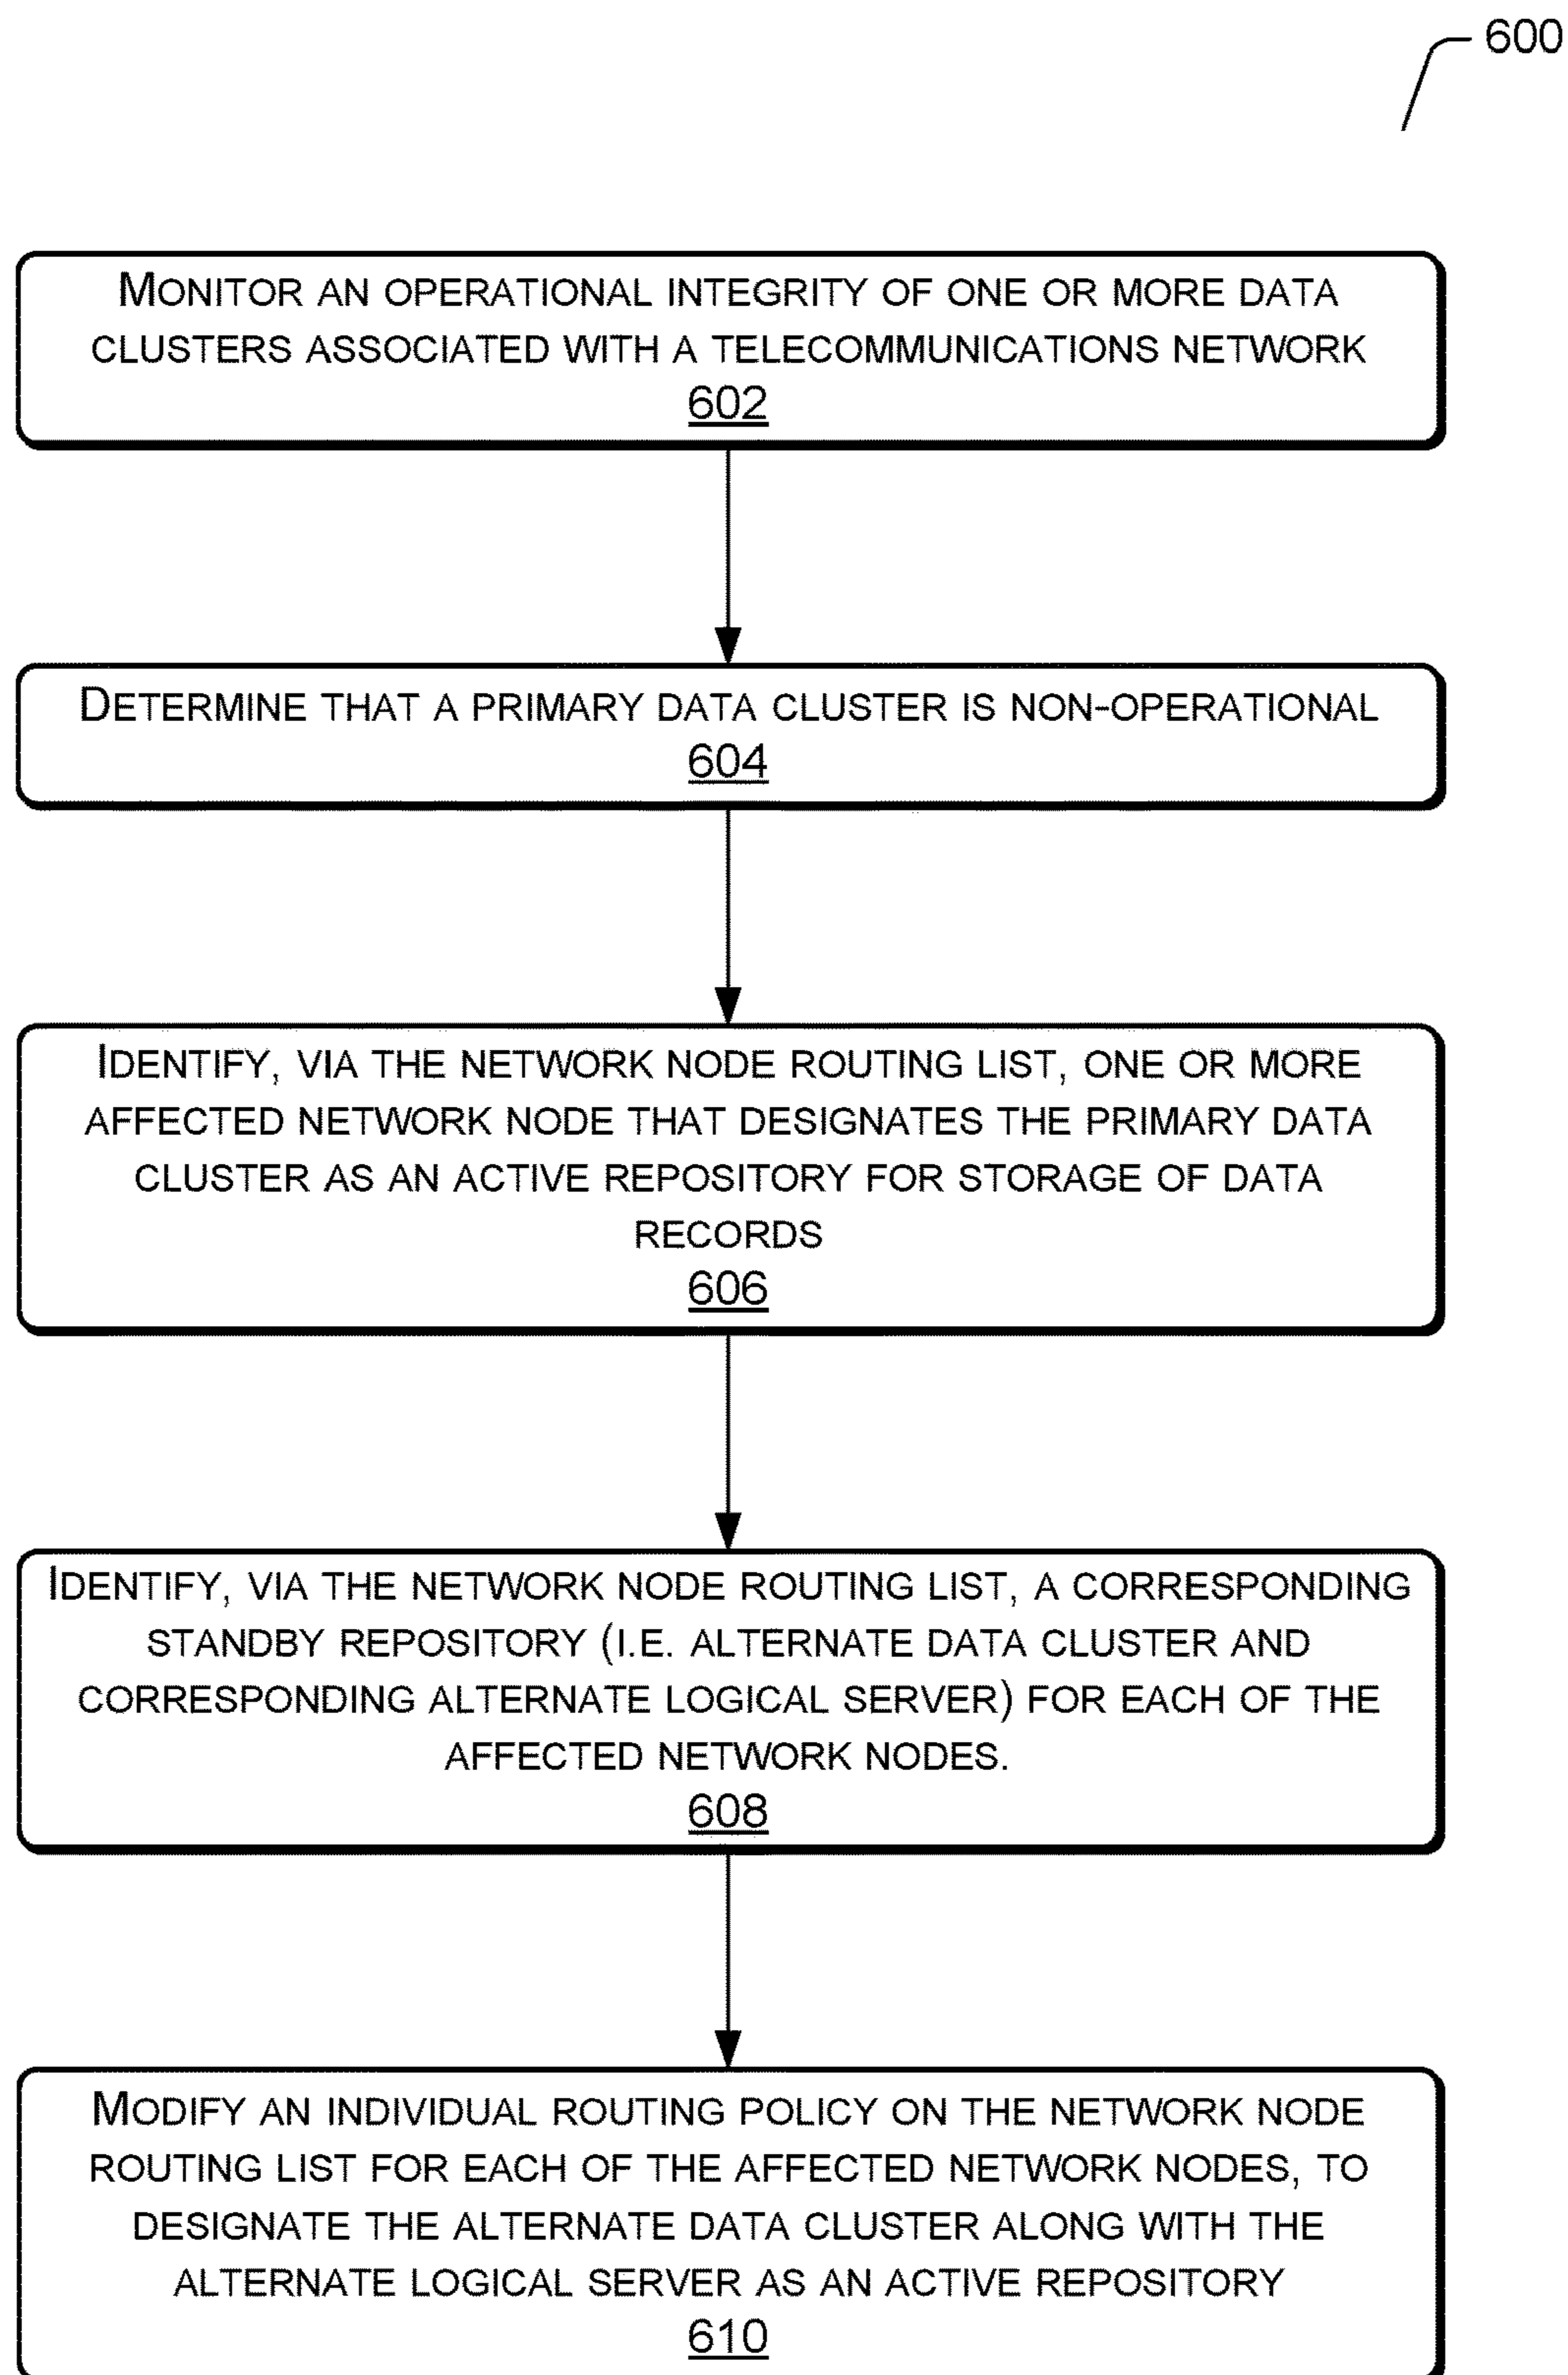 600
MONITOR AN OPERATIONAL INTEGRITY OF ONE OR MORE DATA
CLUSTERS ASSOCIATED WITH A TELECOMMUNICATIONS NETWORK
602
DETERMINE THAT A PRIMARY DATA CLUSTER IS NON-OPERATIONAL
604
IDENTIFY, VIA THE NETWORK NODE ROUTING LIST, ONE OR MORE
AFFECTED NETWORK NODE THAT DESIGNATES THE PRIMARY DATA
CLUSTER AS AN ACTIVE REPOSITORY FOR STORAGE OF DATA
RECORDS
606
IDENTIFY, VIA THE NETWORK NODE ROUTING LIST, A CORRESPONDING
STANDBY REPOSITORY (I.E. ALTERNATE DATA CLUSTER AND
CORRESPONDING ALTERNATE LOGICAL SERVER) FOR EACH OF THE
AFFECTED NETWORK NODES.
608
MODIFY AN INDIVIDUAL ROUTING POLICY ON THE NETWORK NODE
ROUTING LIST FOR EACH OF THE AFFECTED NETWORK NODES, TO
DESIGNATE THE ALTERNATE DATA CLUSTER ALONG WITH THE
ALTERNATE LOGICAL SERVER AS AN ACTIVE REPOSITORY
610